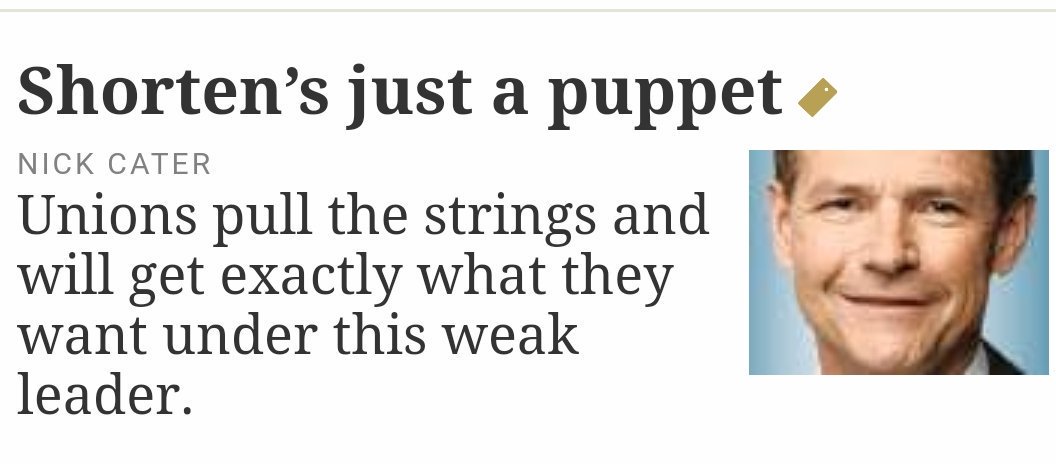 Shorten’s just a puppet
NICK CATER
Unions pull the strings and
will get exactly what they
want under this weak
leader.